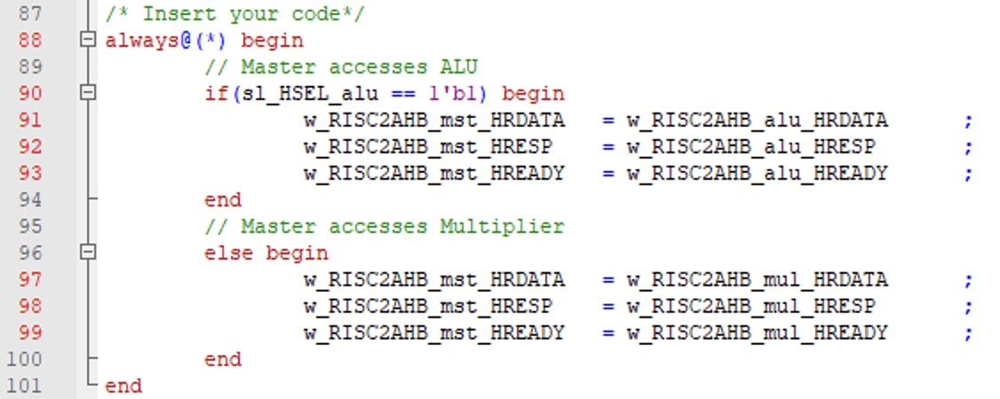 87 /* Insert your code*/
88 always@(*) begin
89 // Master accesses ALU
90 if(sl_HSEL_alu == 1'b1) begin
91 w_RISC2AHB_mst_HRDATA = w_RISC2AHB_alu_HRDATA ;
92 w_RISC2AHB_mst_HRESP = w_RISC2AHB_alu_HRESP ;
93 w_RISC2AHB_mst_HREADY = w_RISC2AHB_alu_HREADY ;
94 end
95 // Master accesses Multiplier
96 else begin
97 w_RISC2AHB_mst_HRDATA = w_RISC2AHB_mul_HRDATA ;
98 w_RISC2AHB_mst_HRESP = w_RISC2AHB_mul_HRESP ;
99 w_RISC2AHB_mst_HREADY = w_RISC2AHB_mul_HREADY ;
100 end
101 end